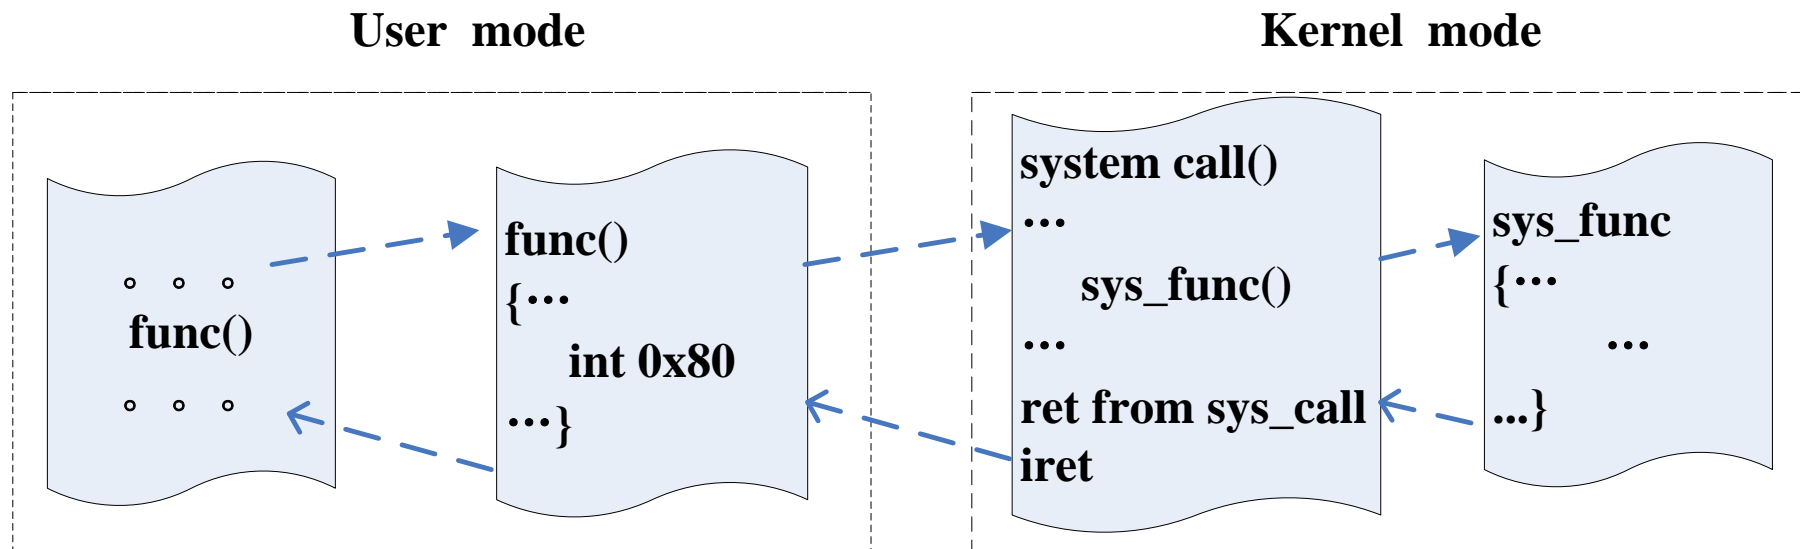 User mode
Kernel mode
。。。
func()
。。。
func()
{···
int 0x80
···}
system call()
···
sys_func()
···
ret from sys_call
iret
sys_func
{···
···
...}